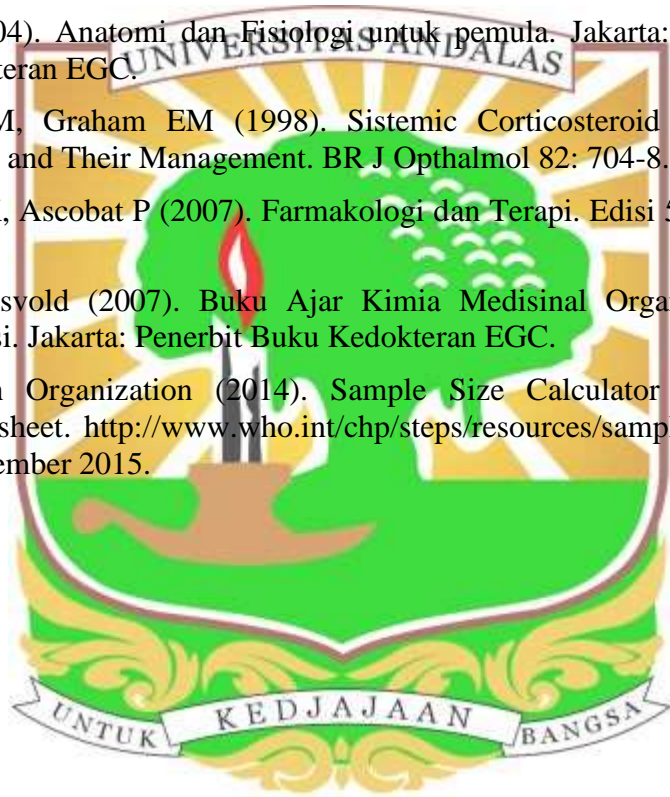 04). Anatomi dan Fisiologi untuk pemula. Jakarta:
teran EGC.
UNIVERSITAS ANDALAS
M, Graham EM (1998). Sistemic Corticosteroid
and Their Management. BR J Opthalmol 82: 704-8.
, Ascobat P (2007). Farmakologi dan Terapi. Edisi 5
svold (2007). Buku Ajar Kimia Medisinal Orga
si. Jakarta: Penerbit Buku Kedokteran EGC.
n Organization (2014). Sample Size Calculator
sheet. http://www.who.int/chp/steps/resources/samp
ember 2015.
UNTUK KEDJAJAAN BANGSA